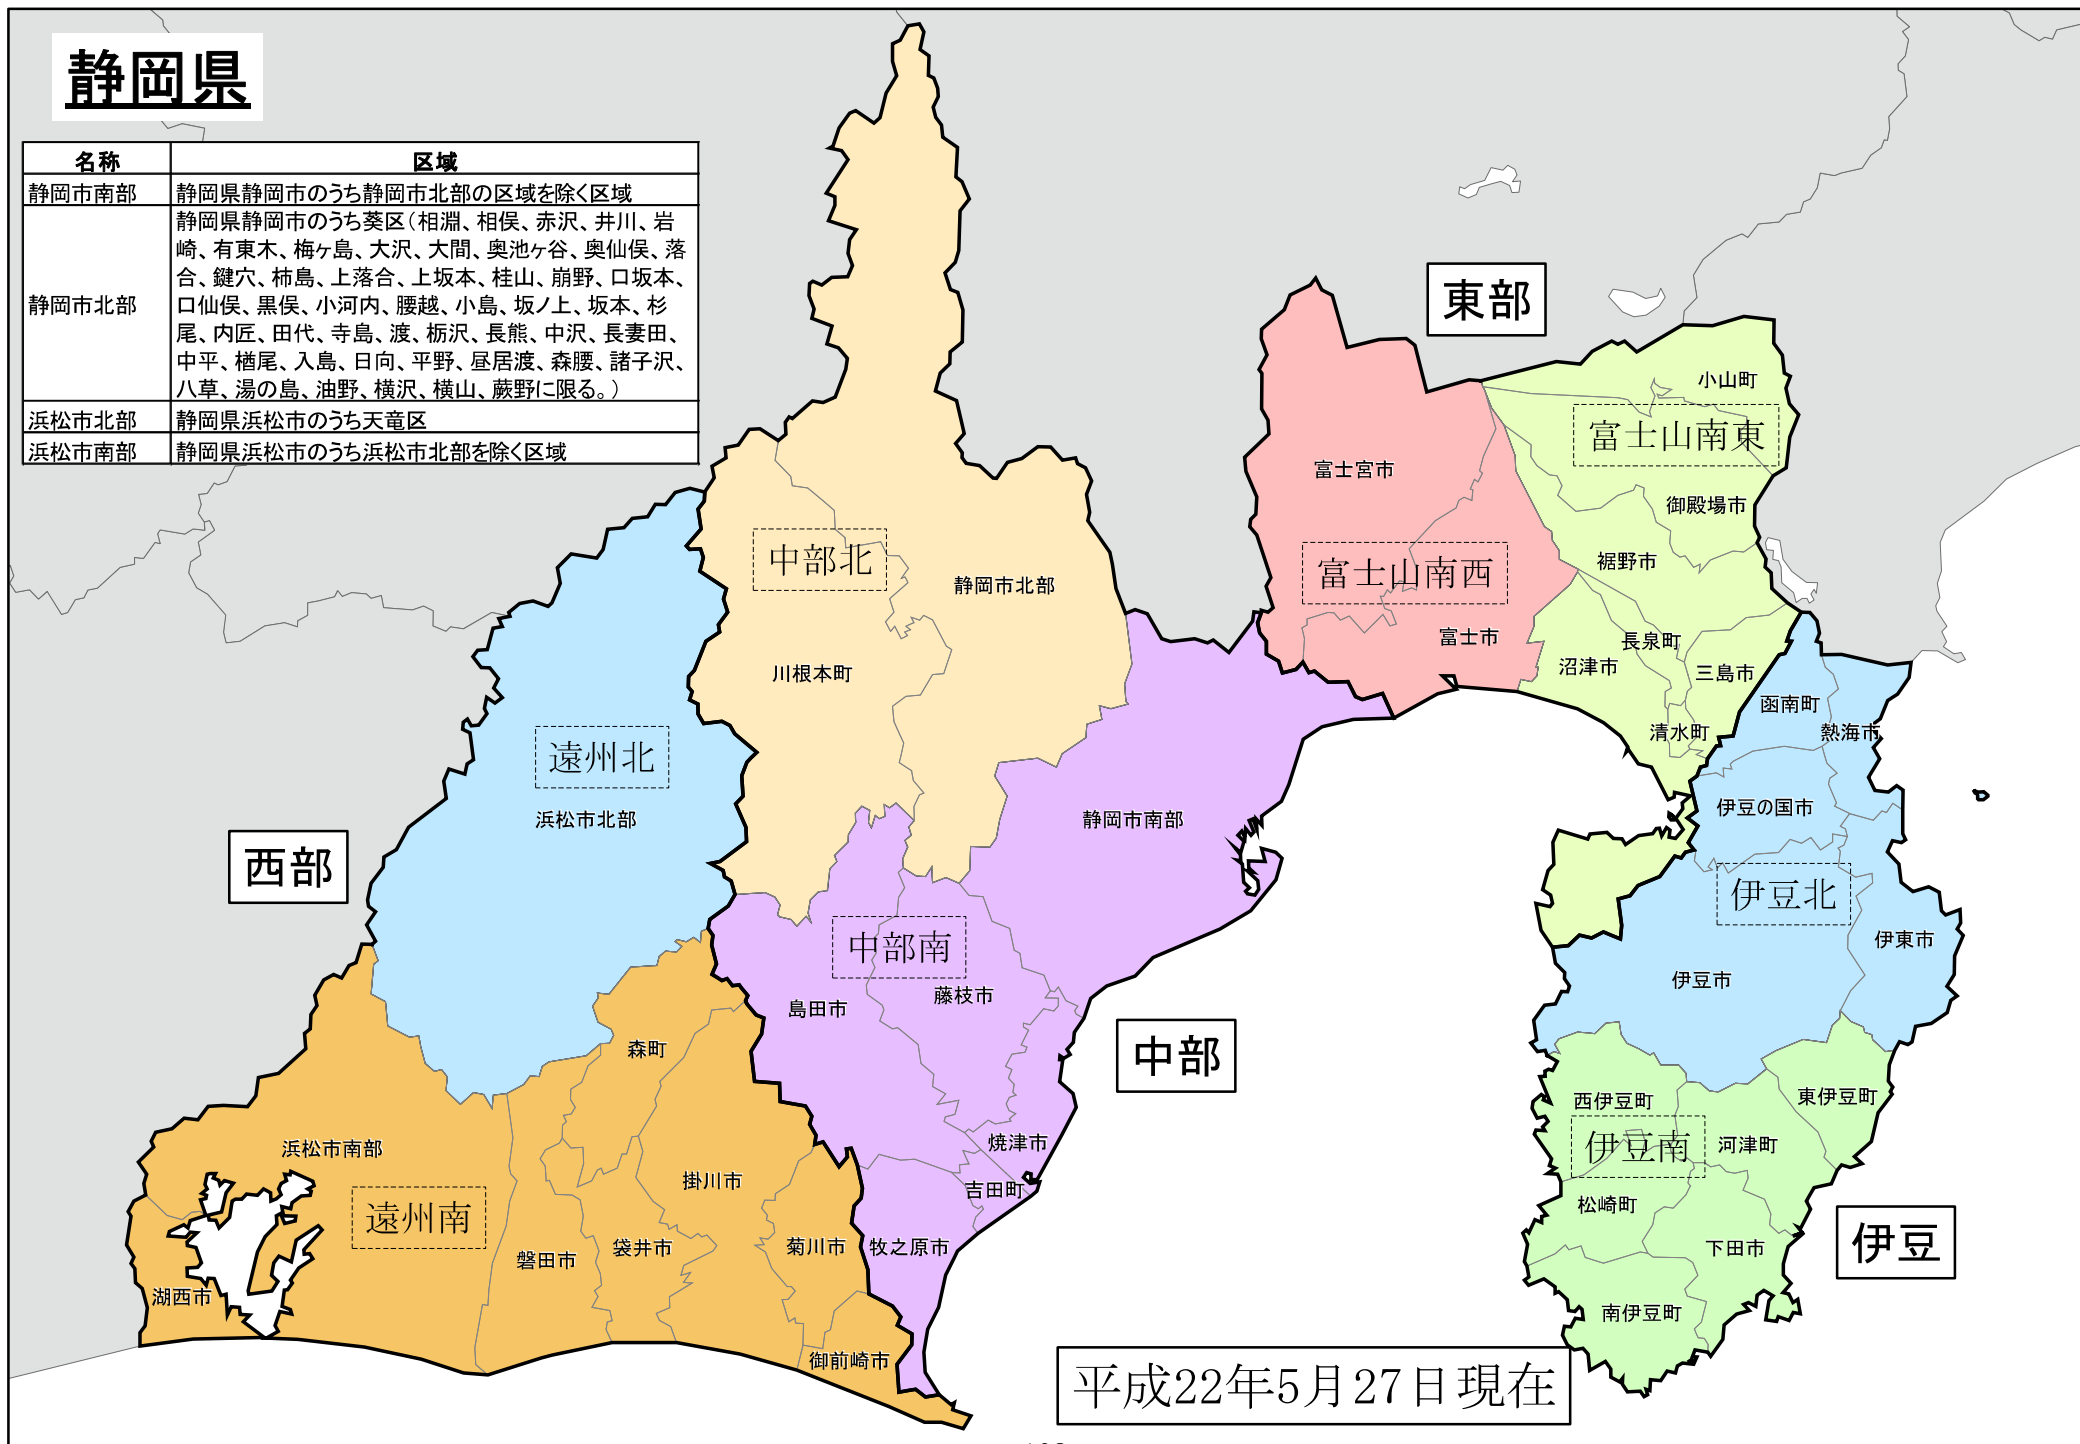 静岡県
名称 区域
静岡市南部 静岡県静岡市のうち静岡市北部の区域を除く区域
静岡市北部 静岡県静岡市のうち葵区(相淵、相俣、赤沢、井川、岩
崎、有東木、梅ヶ島、大沢、大間、奥池ヶ谷、奥仙俣、落
合、鍵穴、柿島、上落合、上坂本、桂山、崩野、口坂本、
口仙俣、黒俣、小河内、腰越、小島、坂ノ上、坂本、杉
尾、内匠、田代、寺島、渡、栃沢、長熊、中沢、長妻田、
中平、楢尾、入島、日向、平野、昼居渡、森腰、諸子沢、
八草、湯の島、油野、横沢、横山、蕨野に限る。)
浜松市北部 静岡県浜松市のうち天竜区
浜松市南部 静岡県浜松市のうち浜松市北部を除く区域
東部
小山町
富士山南東
富士宮市
御殿場市
中部北
裾野市
富士山南西
静岡市北部
富士市
長泉町
沼津市
三島市
川根本町
函南町
熱海市
清水町
遠州北
伊豆の国市
浜松市北部
静岡市南部
西部
伊豆北
中部南
伊東市
伊豆市
藤枝市
島田市
森町
中部
東伊豆町
西伊豆町
伊豆南
河津町
焼津市
浜松市南部
掛川市
吉田町
松崎町
遠州南
伊豆
牧之原市
菊川市
袋井市
下田市
磐田市
湖西市
南伊豆町
御前崎市
平成22年5月27日現在